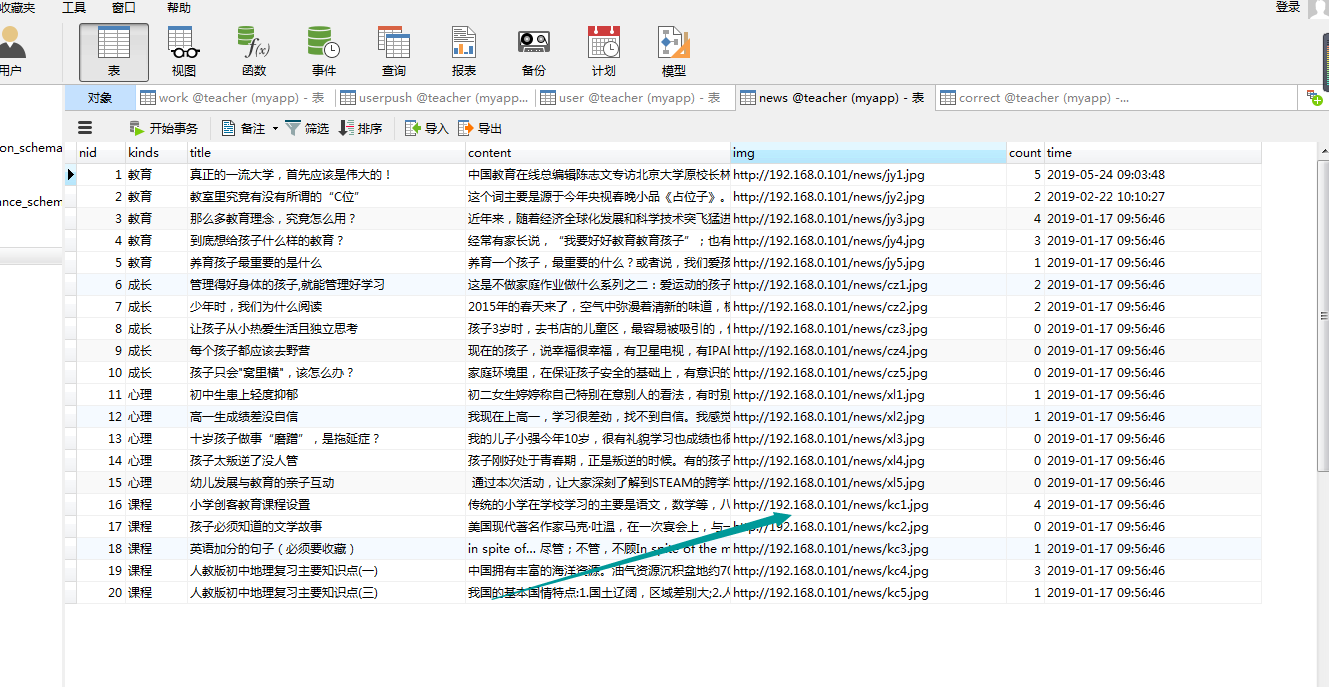 收藏夹 工具 窗口 帮助 登录
用户 表 视图 函数 事件 查询 报表 备份 计划 模型
对象 work @teacher (myapp) - 表 userpush @teacher (myapp... user @teacher (myapp) - 表 news @teacher (myapp) - 表 correct @teacher (myapp) -...
开始事务 备注 筛选 排序 导入 导出
on_schema
ance_schem
nid kinds title content img count time
1 教育 真正的一流大学，首先应该是伟大的！ 中国教育在线总编辑陈志文专访北京大学原校长林 http://192.168.0.101/news/jy1.jpg 5 2019-05-24 09:03:48
2 教育 教室里究竟有没有所谓的“C位” 这个词主要是源于今年央视春晚小品《占位子》。 http://192.168.0.101/news/jy2.jpg 2 2019-02-22 10:10:27
3 教育 那么多教育理念，究竟怎么用？ 近年来，随着经济全球化发展和科学技术突飞猛进 http://192.168.0.101/news/jy3.jpg 4 2019-01-17 09:56:46
4 教育 到底想给孩子什么样的教育？ 经常有家长说，“我要好好教育教育孩子”；也有 http://192.168.0.101/news/jy4.jpg 3 2019-01-17 09:56:46
5 教育 养育孩子最重要的是什么 养育一个孩子，最重要的什么？或者说，我们爱孩 http://192.168.0.101/news/jy5.jpg 1 2019-01-17 09:56:46
6 成长 管理得好身体的孩子,就能管理好学习 这是不做家庭作业做什么系列之二：爱运动的孩子 http://192.168.0.101/news/cz1.jpg 2 2019-01-17 09:56:46
7 成长 少年时，我们为什么阅读 2015年的春天来了，空气中弥漫着清新的味道， http://192.168.0.101/news/cz2.jpg 2 2019-01-17 09:56:46
8 成长 让孩子从小热爱生活且独立思考 孩子3岁时，去书店的儿童区，最容易被吸引的， http://192.168.0.101/news/cz3.jpg 0 2019-01-17 09:56:46
9 成长 每个孩子都应该去野营 现在的孩子，说幸福很幸福，有卫星电视，有IPAD http://192.168.0.101/news/cz4.jpg 0 2019-01-17 09:56:46
10 成长 孩子只会"窝里横"，该怎么办？ 家庭环境里，在保证孩子安全的基础上，有意识的 http://192.168.0.101/news/cz5.jpg 0 2019-01-17 09:56:46
11 心理 初中生患上轻度抑郁 初二女生婷婷称自己特别在意别人的看法，有时别 http://192.168.0.101/news/xl1.jpg 1 2019-01-17 09:56:46
12 心理 高一生成绩差没自信 我现在上高一，学习很差劲，找不到自信。我感觉 http://192.168.0.101/news/xl2.jpg 1 2019-01-17 09:56:46
13 心理 十岁孩子做事“磨蹭”，是拖延症？ 我的儿子小强今年10岁，很有礼貌学习也成绩也很 http://192.168.0.101/news/xl3.jpg 0 2019-01-17 09:56:46
14 心理 孩子太叛逆了没人管 孩子刚好处于青春期，正是叛逆的时候。有的孩子 http://192.168.0.101/news/xl4.jpg 0 2019-01-17 09:56:46
15 心理 幼儿发展与教育的亲子互动 通过本次活动，让大家深刻了解到STEAM的跨学 http://192.168.0.101/news/xl5.jpg 0 2019-01-17 09:56:46
16 课程 小学创客教育课程设置 传统的小学在学校学习的主要是语文，数学等，八 http://192.168.0.101/news/kc1.jpg 4 2019-01-17 09:56:46
17 课程 孩子必须知道的文学故事 美国现代著名作家马克·吐温，在一次宴会上，与一 http://192.168.0.101/news/kc2.jpg 0 2019-01-17 09:56:46
18 课程 英语加分的句子（必须要收藏） in spite of... 尽管；不管，不顾In spite of the m http://192.168.0.101/news/kc3.jpg 1 2019-01-17 09:56:46
19 课程 人教版初中地理复习主要知识点(一) 中国拥有丰富的海洋资源。油气资源沉积盆地约70 http://192.168.0.101/news/kc4.jpg 3 2019-01-17 09:56:46
20 课程 人教版初中地理复习主要知识点(三) 我国的基本国情特点:1.国土辽阔，区域差别大;2.人 http://192.168.0.101/news/kc5.jpg 1 2019-01-17 09:56:46